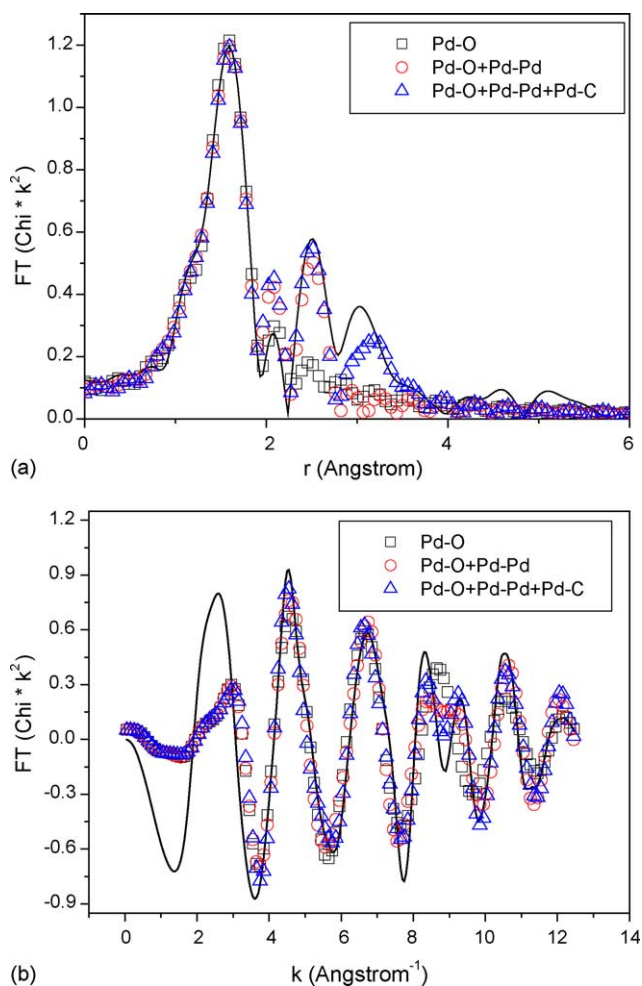 1.2
1.0
0.8
0.6
0.4
0.2
0.0
FT (Chi * k²)
Pd-O
Pd-O+Pd-Pd
Pd-O+Pd-Pd+Pd-C
0 2 4 6
r (Angstrom)
(a)
1.2
0.9
0.6
0.3
0.0
-0.3
-0.6
-0.9
FT (Chi * k²)
Pd-O
Pd-O+Pd-Pd
Pd-O+Pd-Pd+Pd-C
0 2 4 6 8 10 12 14
k (Angstrom⁻¹)
(b)